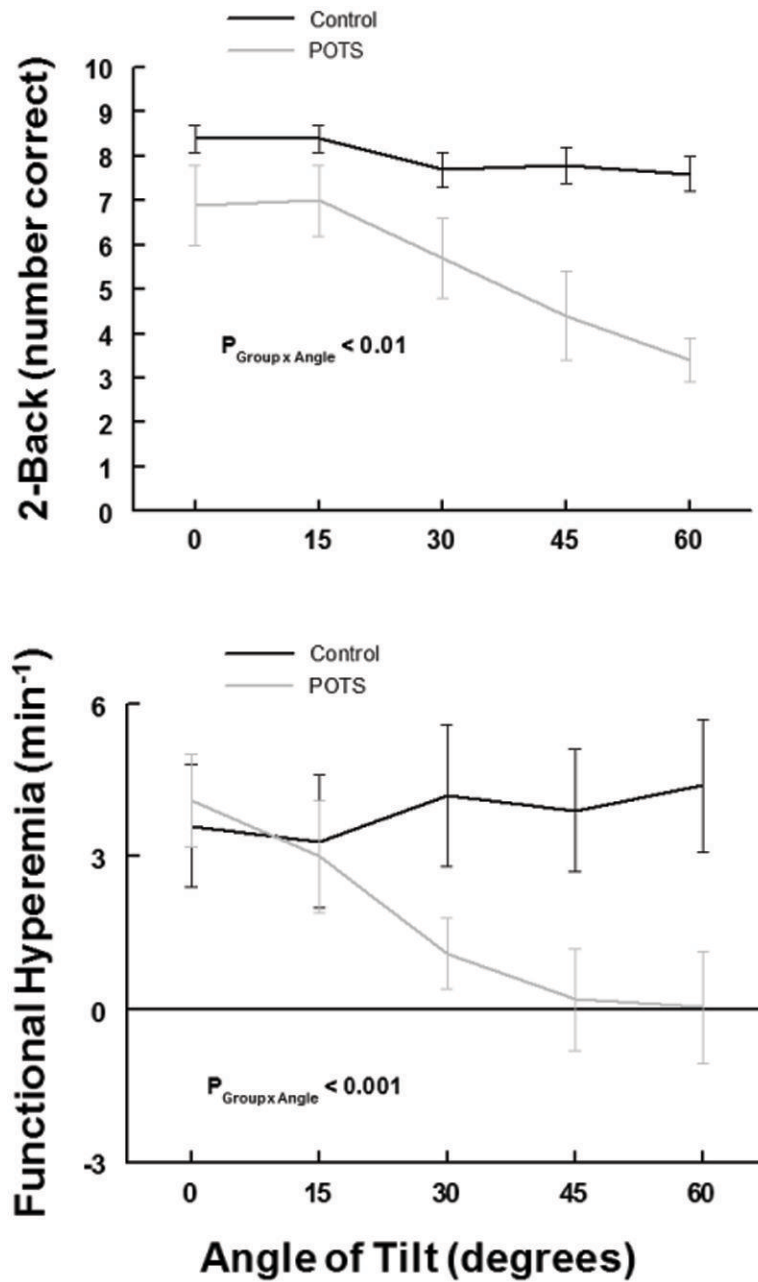 Control
POTS
2-Back (number correct)
10
9
8
7
6
5
4
3
2
1
0
P Group x Angle < 0.01
0 15 30 45 60
Control
POTS
Functional Hyperemia (min-1)
6
3
0
-3
P Group x Angle < 0.001
0 15 30 45 60
Angle of Tilt (degrees)